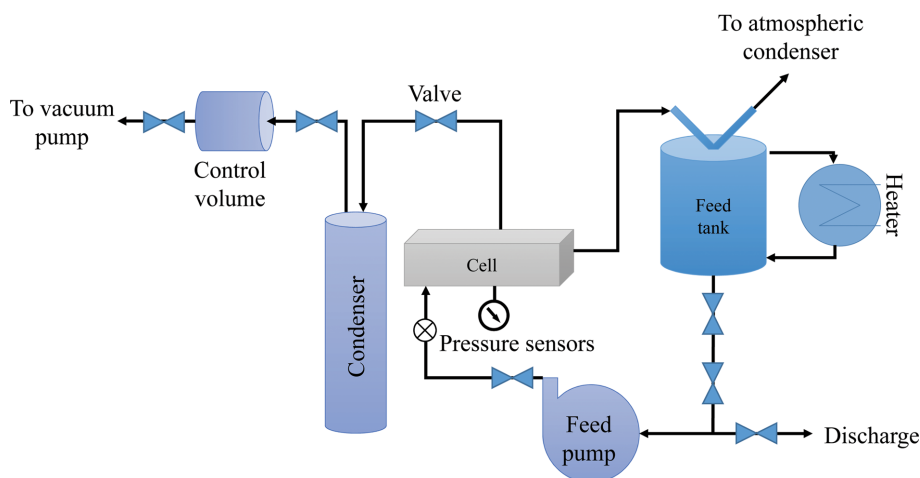 To atmospheric
condenser
To vacuum
pump
Valve
Control
volume
Feed
tank
Heater
Cell
Condenser
Pressure sensors
Feed
pump
Discharge